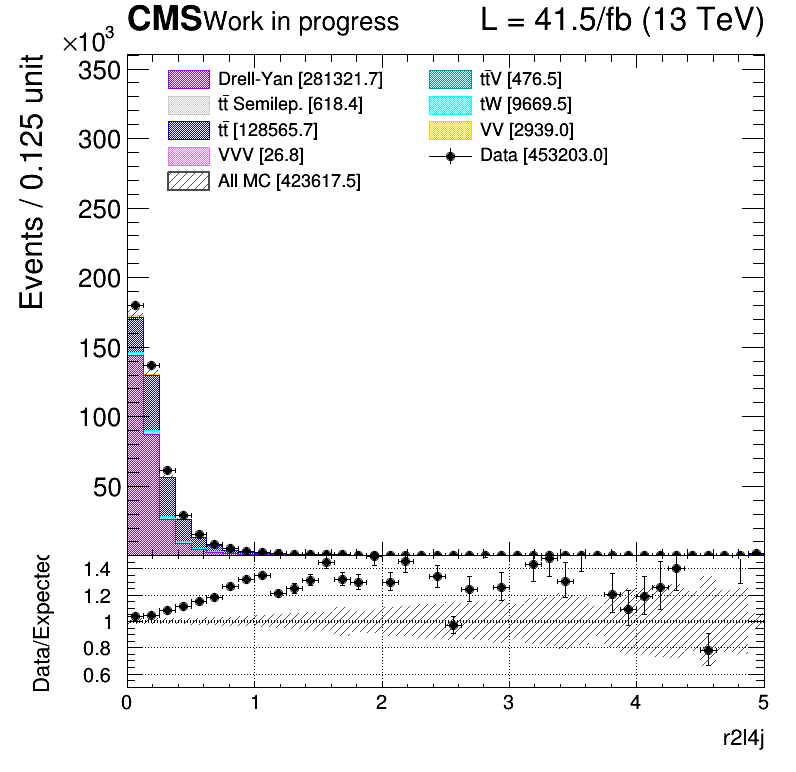 CMS Work in progress L = 41.5/fb (13 TeV)
×10³
Events / 0.125 unit
350
300
250
200
150
100
50
Drell-Yan [281321.7]
tt̄ Semilep. [618.4]
tt̄ [128565.7]
VVV [26.8]
All MC [423617.5]
tt̄V [476.5]
tW [9669.5]
VV [2939.0]
Data [453203.0]
Data/Expected
1.4
1.2
1
0.8
0.6
0 1 2 3 4 5
r2l4j